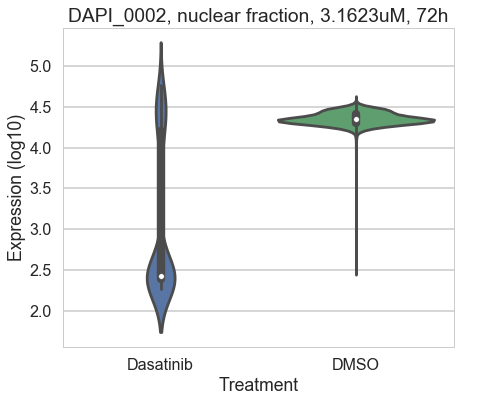 DAPI_0002, nuclear fraction, 3.1623uM, 72h
Expression (log10)
5.0
4.5
4.0
3.5
3.0
2.5
2.0
Dasatinib DMSO
Treatment